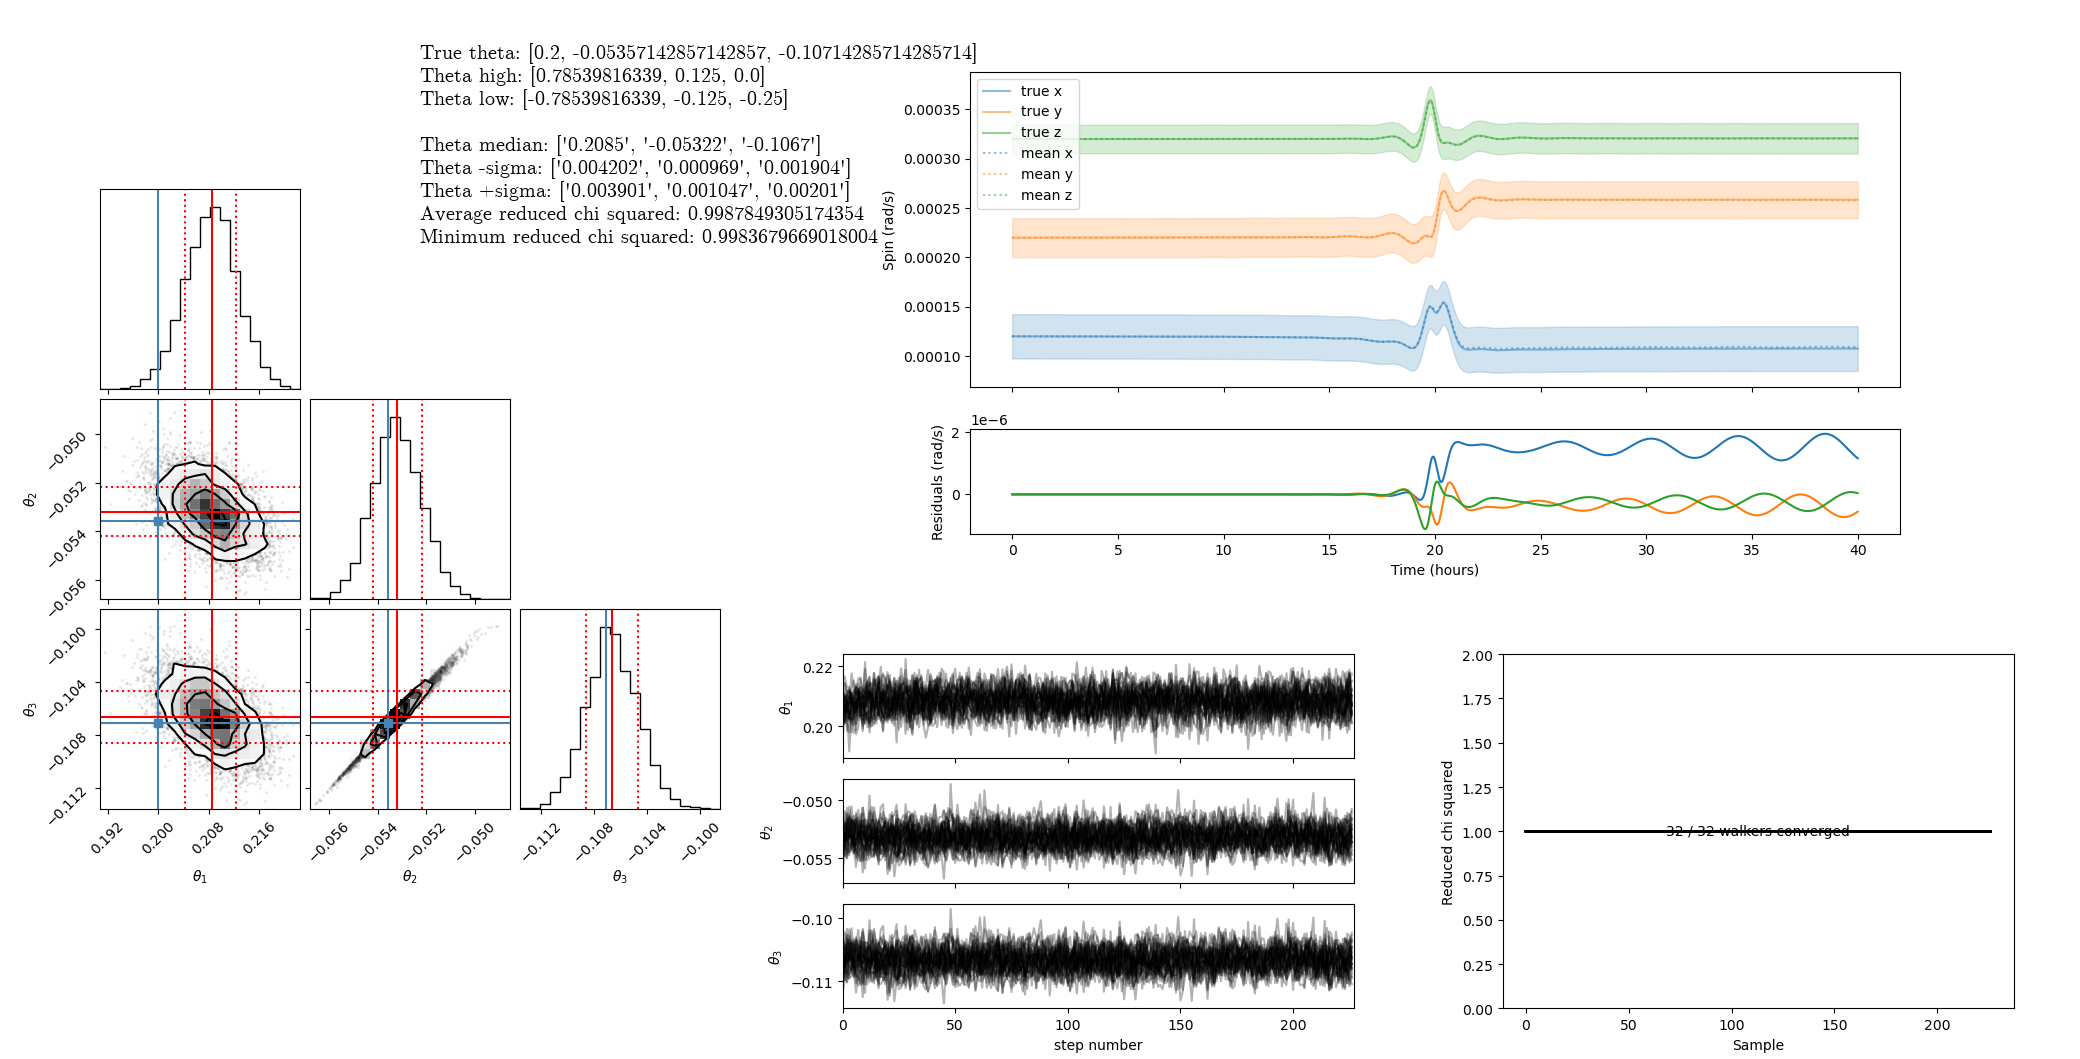 True theta: [0.2, -0.05357142857142857, -0.10714285714285714]
Theta high: [0.78539816339, 0.125, 0.0]
Theta low: [-0.78539816339, -0.125, -0.25]
Theta median: ['0.2085', '-0.05322', '-0.1067']
Theta -sigma: ['0.004202', '0.000969', '0.001904']
Theta +sigma: ['0.003901', '0.001047', '0.00201']
Average reduced chi squared: 0.9987849305174354
Minimum reduced chi squared: 0.9983679669018004
θ2
−0.050
−0.052
−0.054
−0.056
θ3
−0.100
−0.104
−0.108
−0.112
0.192
0.200
0.208
0.216
θ1
−0.056
−0.054
−0.052
−0.050
θ2
−0.112
−0.108
−0.104
−0.100
θ3
Spin (rad/s)
0.00035
0.00030
0.00025
0.00020
0.00015
0.00010
true x
true y
true z
mean x
mean y
mean z
1e−6
Residuals (rad/s)
2
0
0
5
10
15
20
25
30
35
40
Time (hours)
θ1
0.22
0.20
θ2
−0.050
−0.055
θ3
−0.10
−0.11
0
50
100
150
200
step number
Reduced chi squared
2.00
1.75
1.50
1.25
1.00
0.75
0.50
0.25
0.00
32 / 32 walkers converged
0
50
100
150
200
Sample